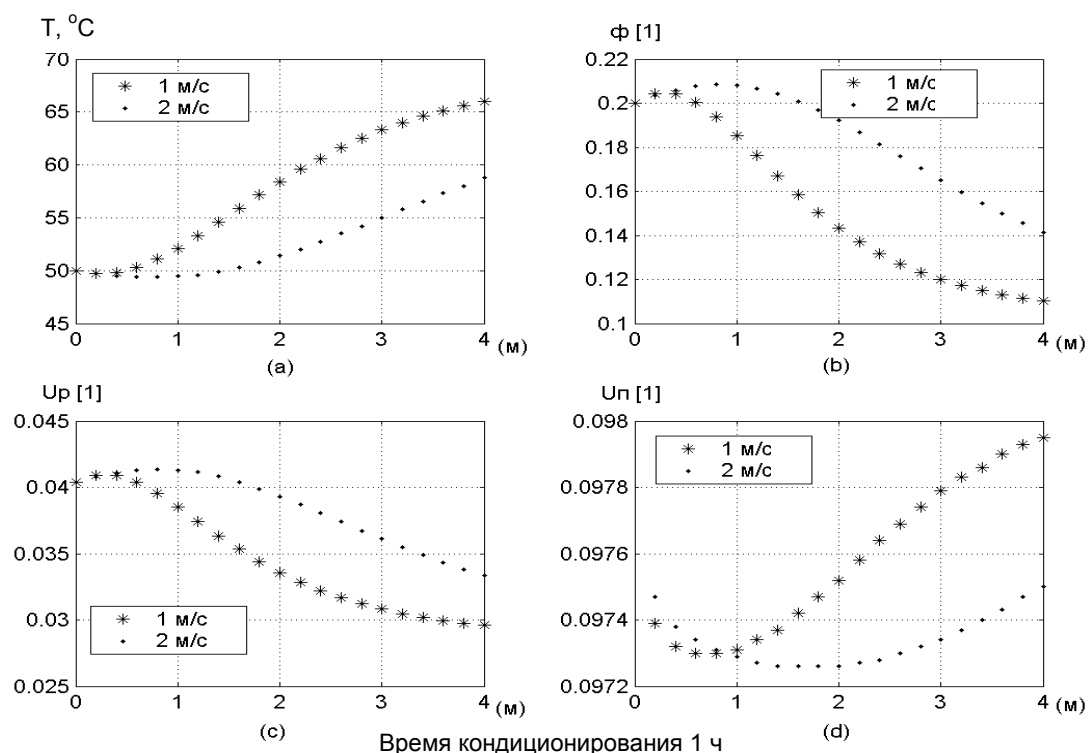 T, °C
ф [1]
70
65
60
55
50
45
1 м/с
2 м/с
0 1 2 3 4 (м)
(a)
0.22
0.2
0.18
0.16
0.14
0.12
0.1
1 м/с
2 м/с
0 1 2 3 4 (м)
(b)
Uр [1]
Uп [1]
0.045
0.04
0.035
0.03
0.025
1 м/с
2 м/с
0 1 2 3 4 (м)
(c)
0.098
0.0978
0.0976
0.0974
0.0972
1 м/с
2 м/с
0 1 2 3 4 (м)
(d)
Время кондиционирования 1 ч